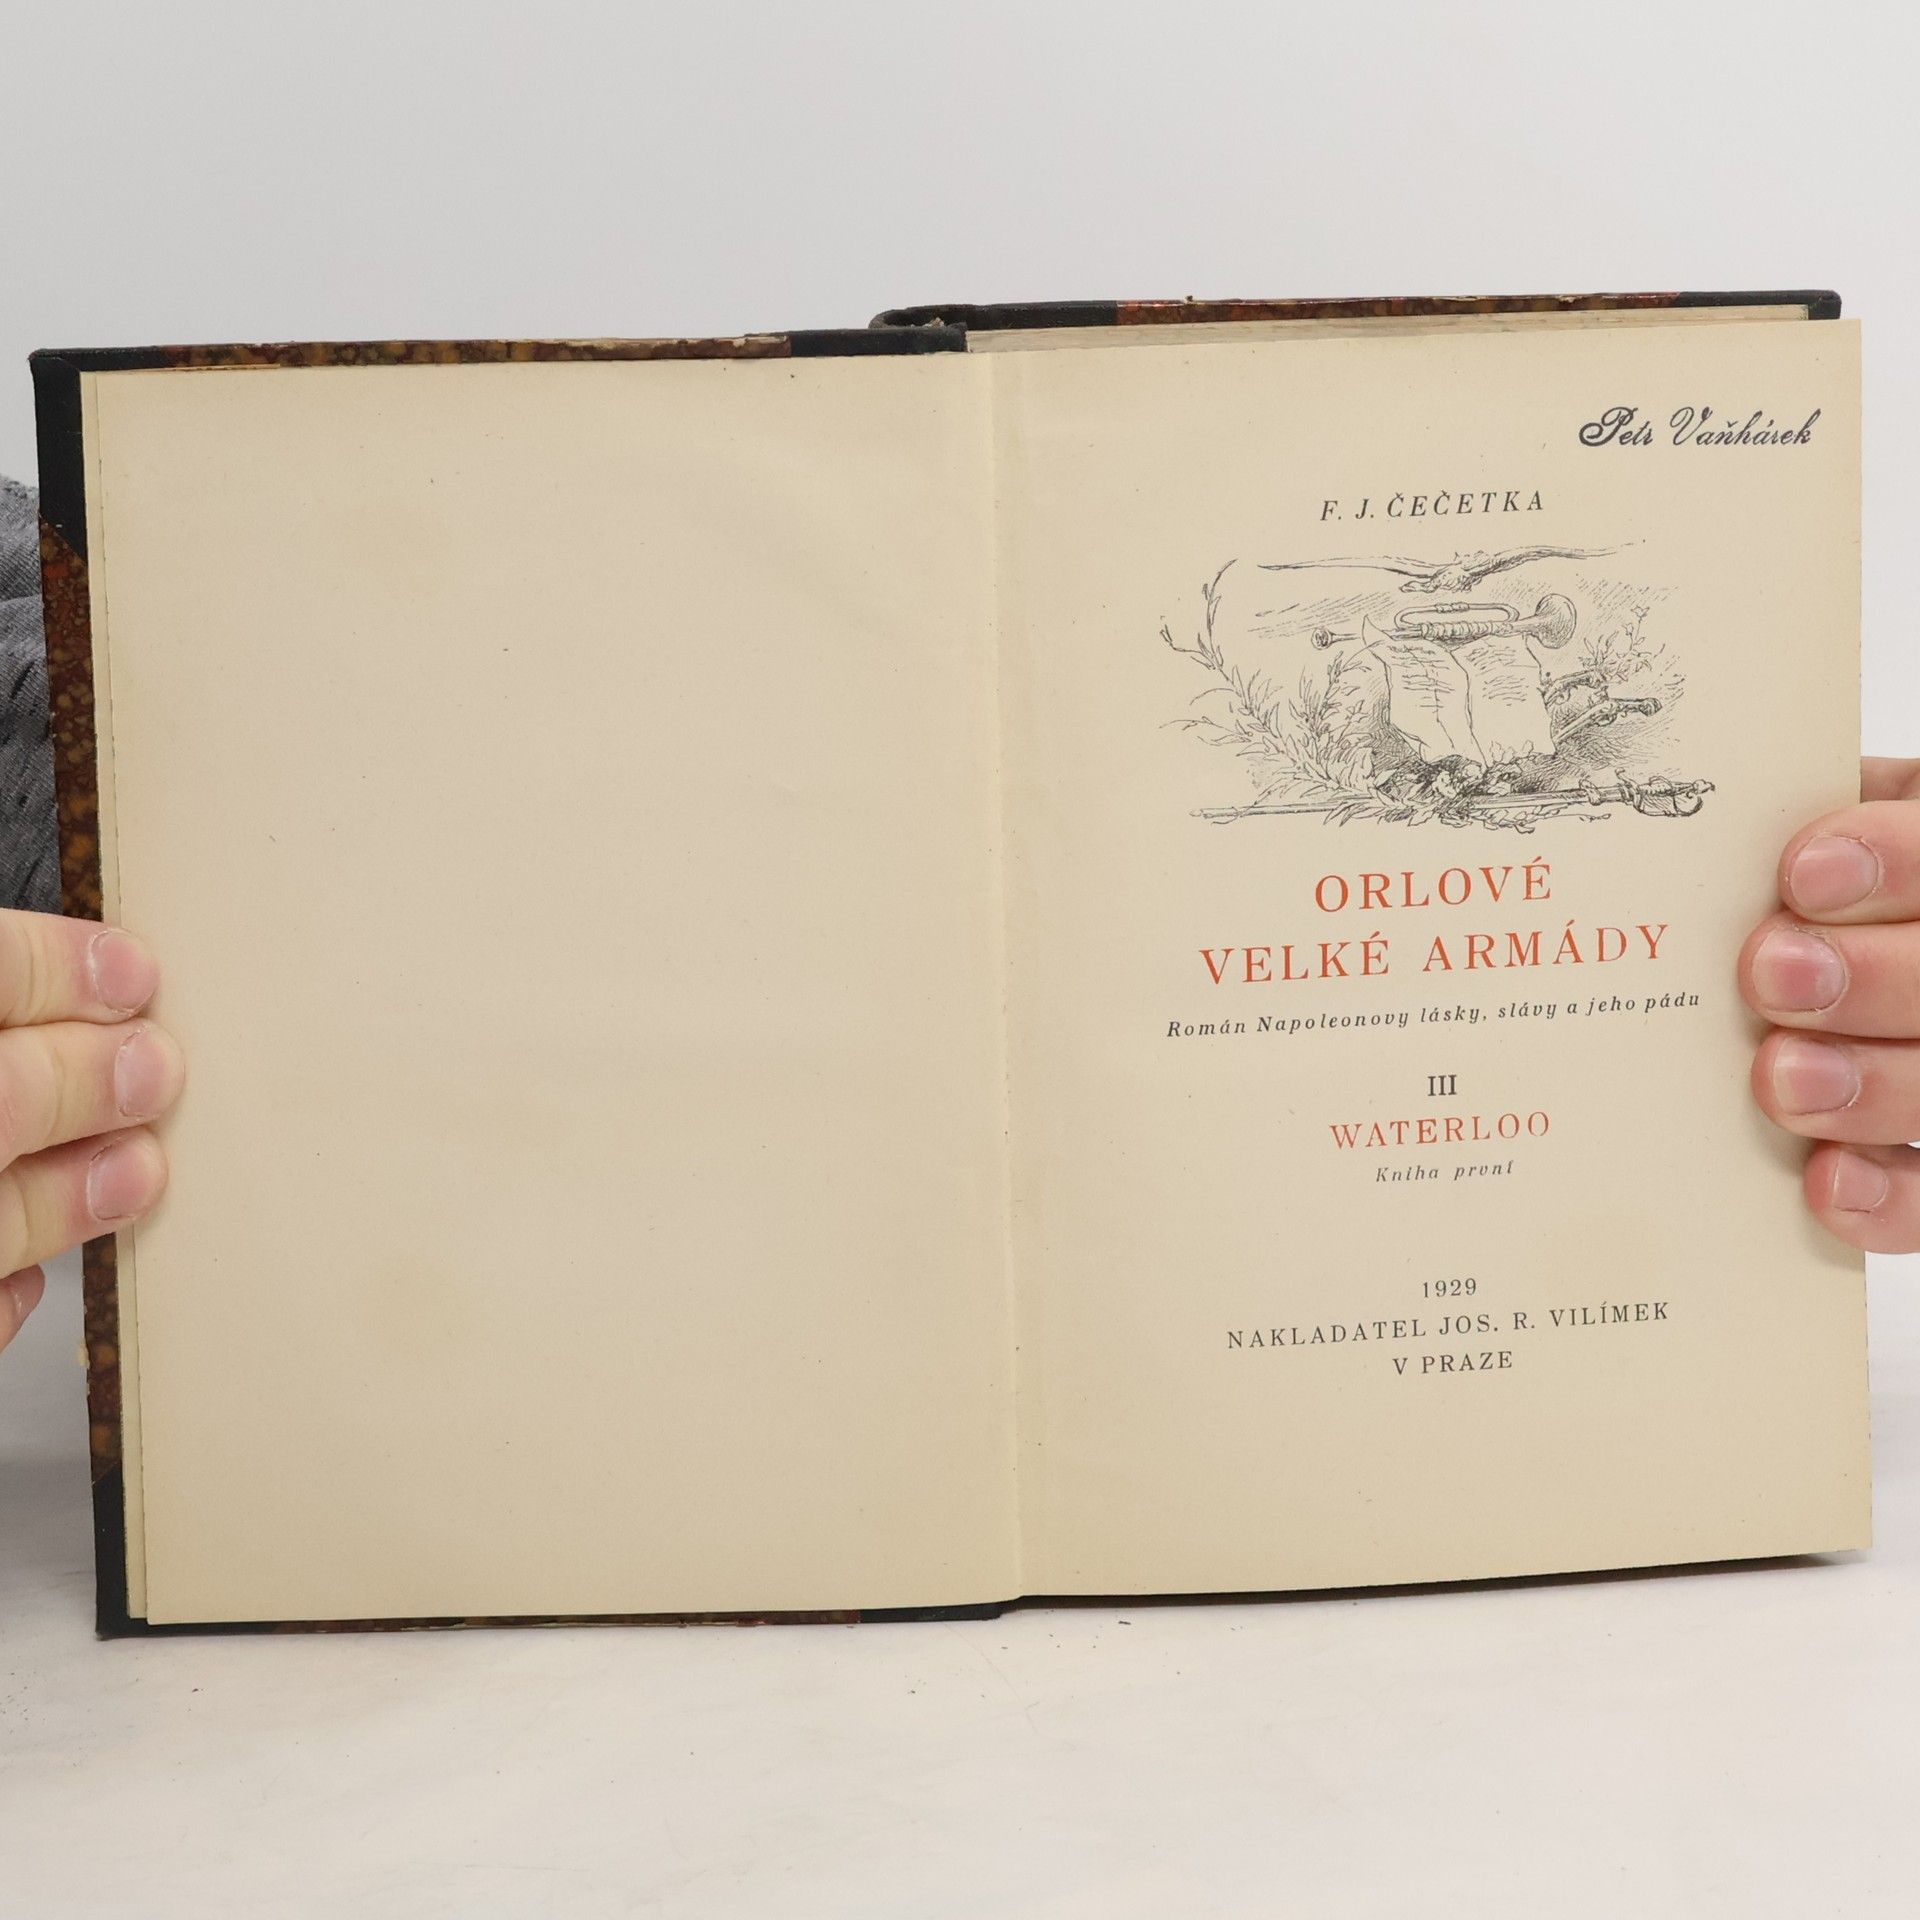 Petr Vaňhárek
F. J. ČEČETKA
ORLOVÉ
VELKÉ ARMÁDY
Román Napoleonovy lásky, slávy a jeho pádu
III
WATERLOO
Kniha první
1929
NAKLADATEL JOS. R. VILÍMEK
V PRAZE